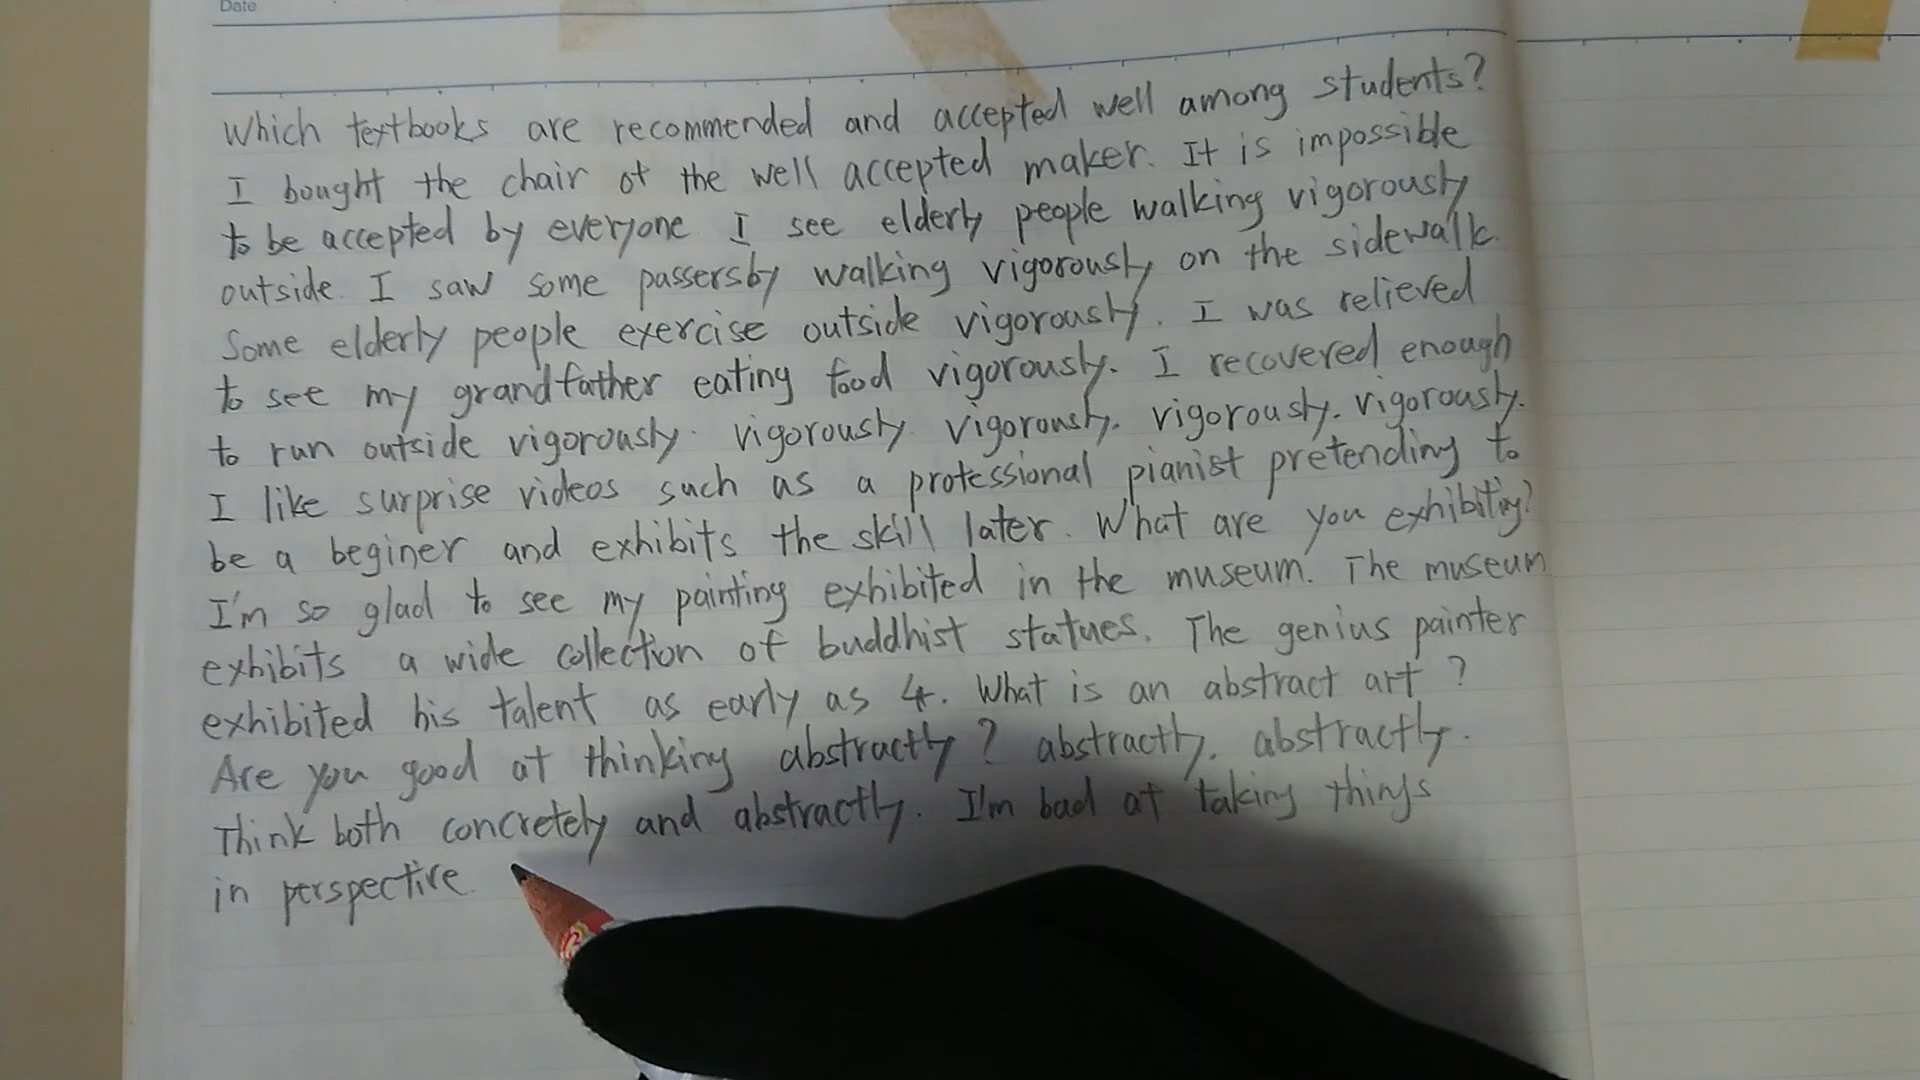 Date
Which textbooks are recommended and accepted well among students?
I bought the chair of the well accepted maker. It is impossible
to be accepted by everyone I see elderly people walking vigorously
outside. I saw some passersby walking vigorously on the sidewalk.
Some elderly people exercise outside vigorously. I was relieved
to see my grandfather eating food vigorously. I recovered enough
to run outside vigorously. vigorously. vigorously. vigorously. vigorously.
I like surprise videos such as a professional pianist pretending to
be a beginer and exhibits the skill later. What are you exhibiting?
I'm so glad to see my painting exhibited in the museum. The museum
exhibits a wide collection of buddhist statues. The genius painter
exhibited his talent as early as 4. What is an abstract art ?
Are you good at thinking abstractly? abstractly. abstractly.
Think both concretely and abstractly. I'm bad at taking things
in perspective.